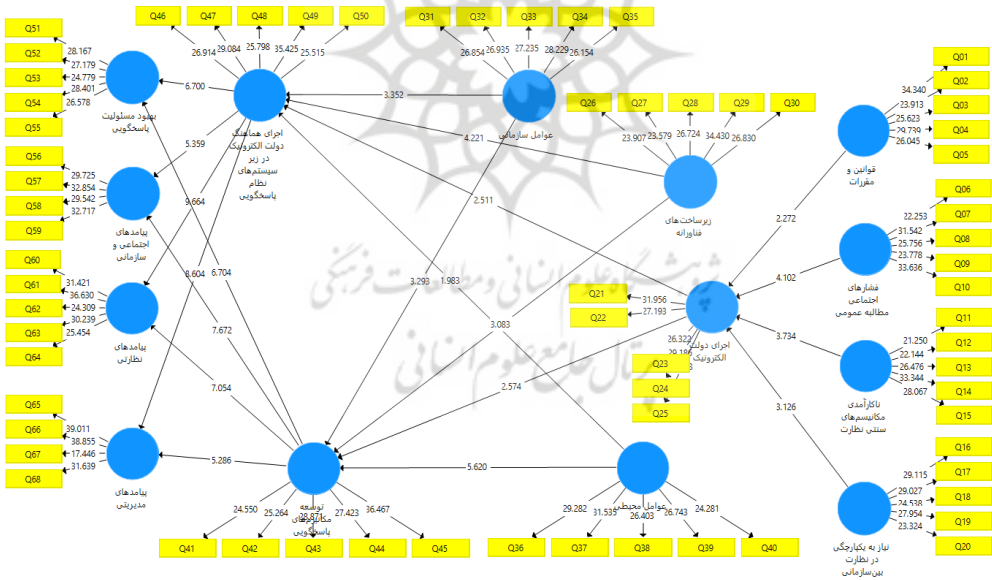 Q46 Q47 Q48 Q49 Q50
26.914 29.084 25.798 35.425 25.515
Q31 Q32 Q33 Q34 Q35
26.854 26.935 27.235 28.229 26.154
Q51
Q52
Q53
Q54
Q55
28.167
27.179
24.779
28.401
26.578
بهبود مسئولیت
پاسخگویی
6.700
اجرای هماهنگ
دولت الکترونیک
در زیر
سیستم‌های
نظام
پاسخگویی
3.352
عوامل سازمانی
Q26 Q27 Q28 Q29 Q30
23.907 23.579 26.724 34.430 26.830
4.221
زیرساخت‌های
فناورانه
Q01
Q02
Q03
Q04
Q05
34.340
23.913
25.623
29.739
26.045
قوانین و
مقررات
5.359
Q56
Q57
Q58
Q59
29.725
32.854
29.542
32.717
پیامدهای
اجتماعی و
سازمانی
9.664
2.511
2.272
Q06
Q07
Q08
Q09
Q10
22.253
31.542
25.756
23.778
33.636
فشارهای
اجتماعی
مطالبه عمومی
4.102
Q60
Q61
Q62
Q63
Q64
31.421
36.630
24.309
30.239
25.454
پیامدهای
نظارتی
8.604
6.704
3.293
1.983
پژوهشگاه علوم انسانی و مطالعات فرهنگی
پرتال جامع علوم انسانی
Q21
Q22
31.956
27.193
26.322
اجرای دولت
الکترونیک
Q23
Q24
Q25
3.083
7.672
3.734
Q11
Q12
Q13
Q14
Q15
21.250
22.144
26.476
33.344
28.067
ناکارآمدی
مکانیسم‌های
سنتی نظارت
7.054
2.574
3.126
Q65
Q66
Q67
Q68
39.011
38.855
17.446
31.639
پیامدهای
مدیریتی
5.286
5.620
توسعه
مکانیزم‌های
پاسخگویی
24.550 25.264 28.871 27.423 36.467
Q41 Q42 Q43 Q44 Q45
عوامل محیطی
29.282 31.535 26.403 26.743 24.281
Q36 Q37 Q38 Q39 Q40
Q16
Q17
Q18
Q19
Q20
29.115
29.027
24.538
27.954
23.324
نیاز به یکپارچگی
در نظارت
بین‌سازمانی